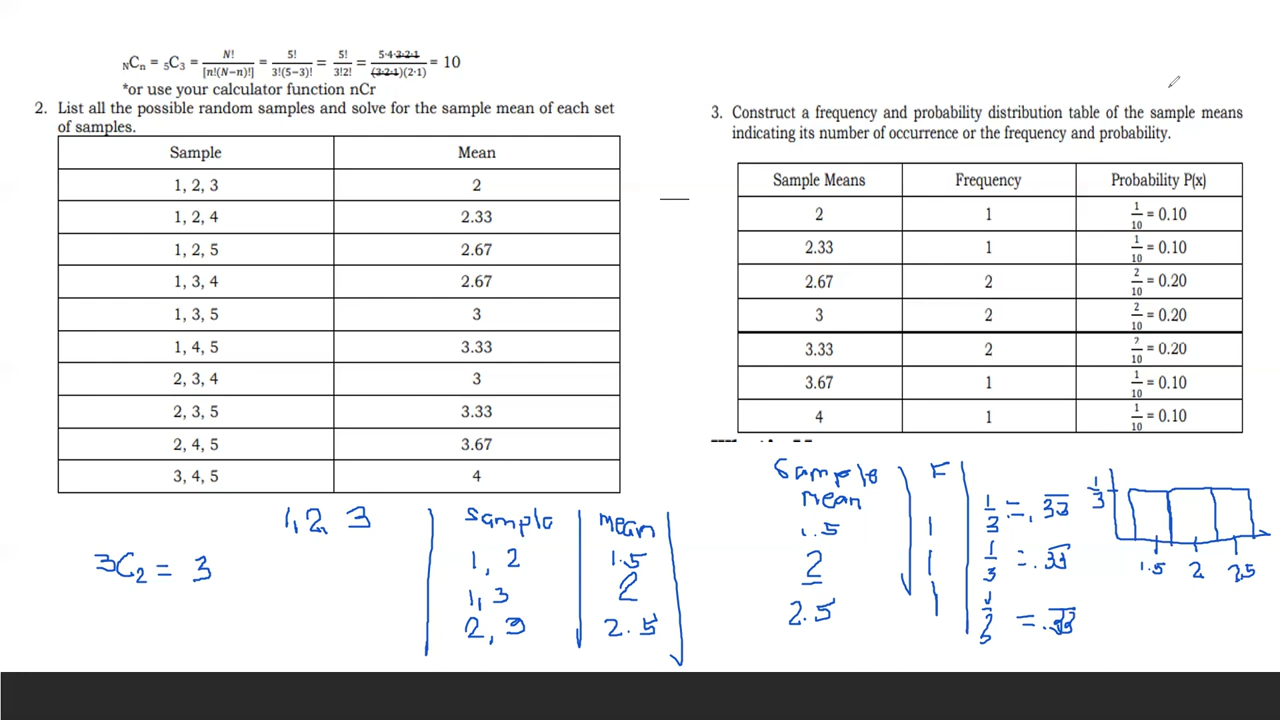 NCn = 5C3 = N!/[n!(N−n)!] = 5!/3!(5−3)! = 5!/3!2! = 5·4·3·2·1/(3·2·1)(2·1) = 10
*or use your calculator function nCr
2. List all the possible random samples and solve for the sample mean of each set
of samples.
Sample Mean
1, 2, 3 2
1, 2, 4 2.33
1, 2, 5 2.67
1, 3, 4 2.67
1, 3, 5 3
1, 4, 5 3.33
2, 3, 4 3
2, 3, 5 3.33
2, 4, 5 3.67
3, 4, 5 4
3. Construct a frequency and probability distribution table of the sample means
indicating its number of occurrence or the frequency and probability.
Sample Means Frequency Probability P(x)
2 1 1/10 = 0.10
2.33 1 1/10 = 0.10
2.67 2 2/10 = 0.20
3 2 2/10 = 0.20
3.33 2 2/10 = 0.20
3.67 1 1/10 = 0.10
4 1 1/10 = 0.10
1, 2, 3
3C2 = 3
Sample mean
1, 2 1.5
1, 3 2
2, 3 2.5
Sample F
mean
1.5 1 1/3 = .33
2 1 1/3 = .33
2.5 1 = .33
1/3
1.5 2 2.5